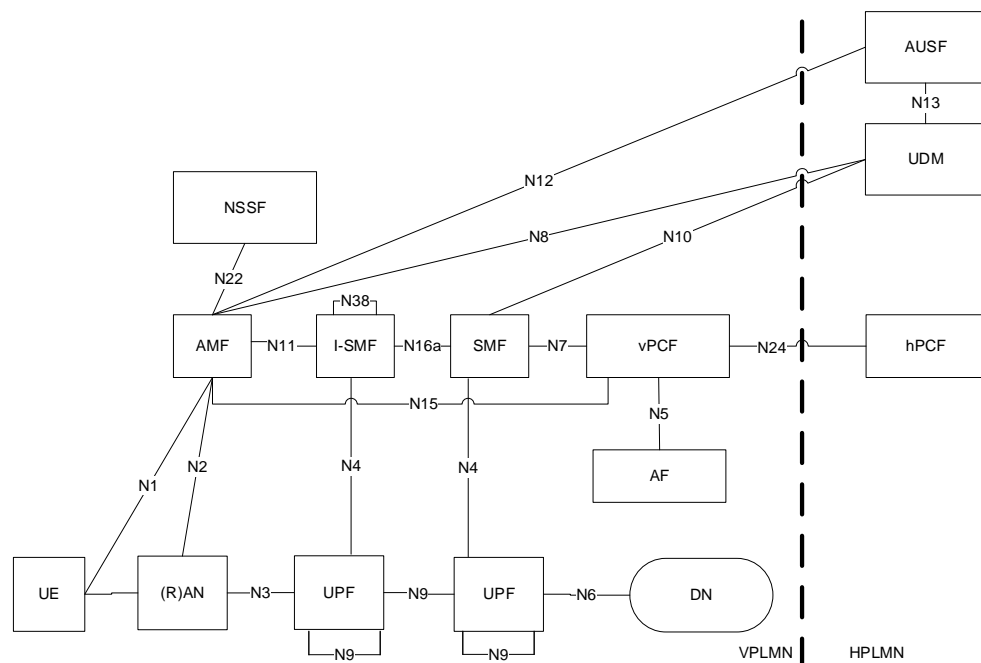 AUSF
N13
UDM
N12
NSSF
N8
N10
N22
N38
AMF
N11
I-SMF
N16a
SMF
N7
vPCF
N24
hPCF
N15
N5
N1
N2
N4
N4
AF
UE
(R)AN
N3
UPF
N9
UPF
N6
DN
N9
N9
VPLMN
HPLMN